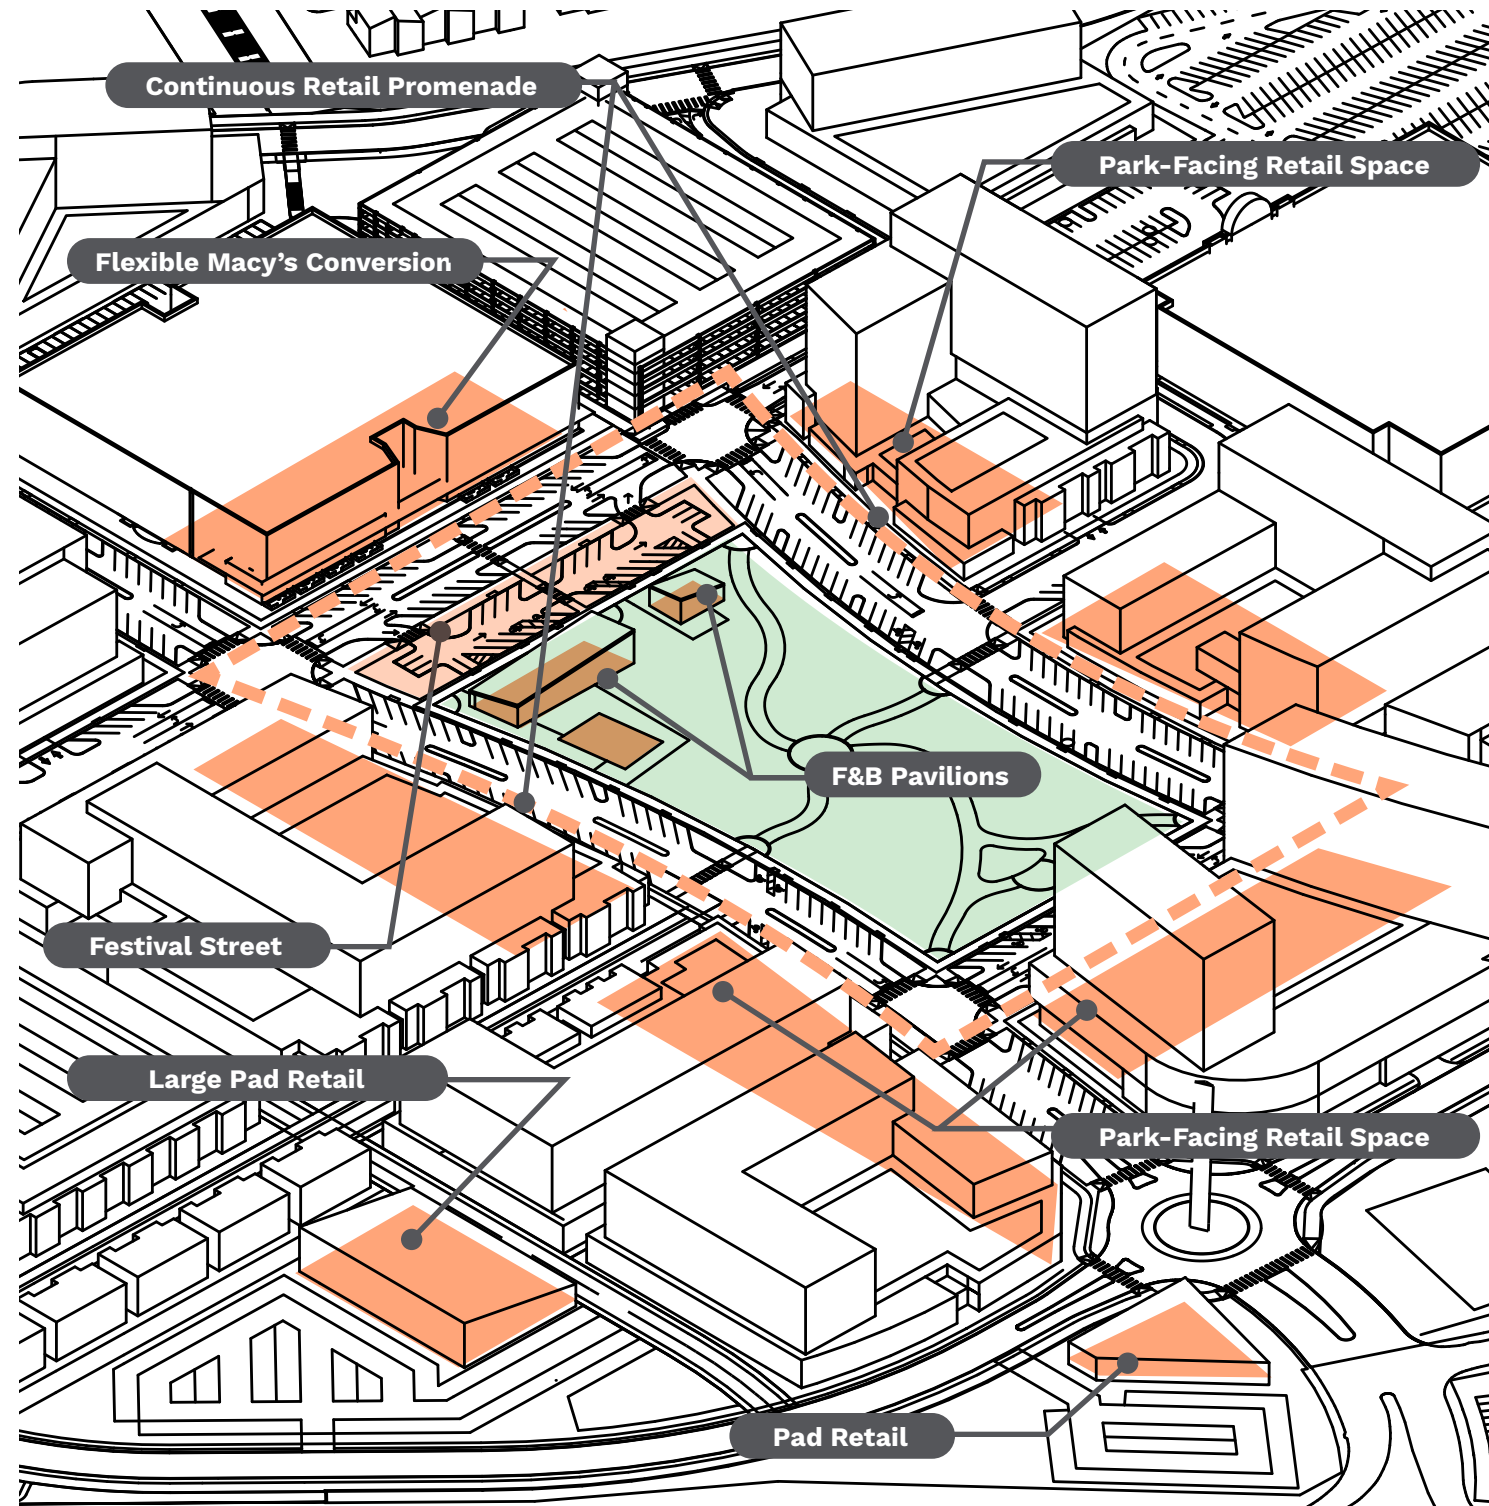 Continuous Retail Promenade
Park-Facing Retail Space
Flexible Macy's Conversion
F&B Pavilions
Festival Street
Large Pad Retail
Park-Facing Retail Space
Pad Retail